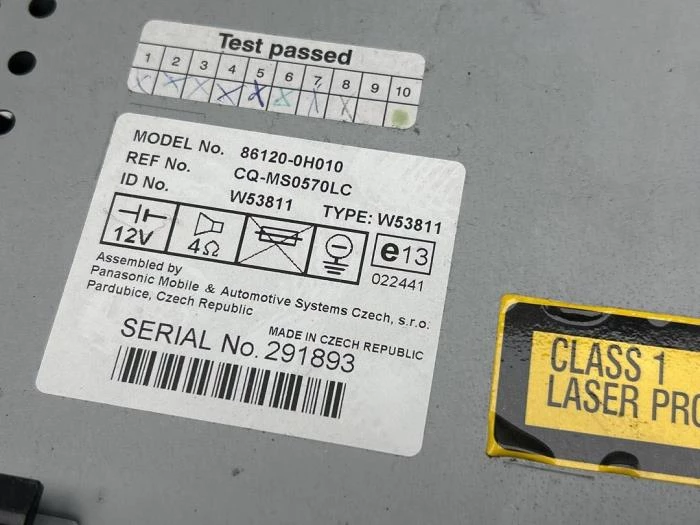 Test passed
1 2 3 4 5 6 7 8 9 10
MODEL No. 86120-0H010
REF No. CQ-MS0570LC
ID No. W53811 TYPE: W53811
12V 4Ω e13
022441
Assembled by
Panasonic Mobile & Automotive Systems Czech, s.r.o.
Pardubice, Czech Republic
MADE IN CZECH REPUBLIC
SERIAL No. 291893
CLASS 1
LASER PRO